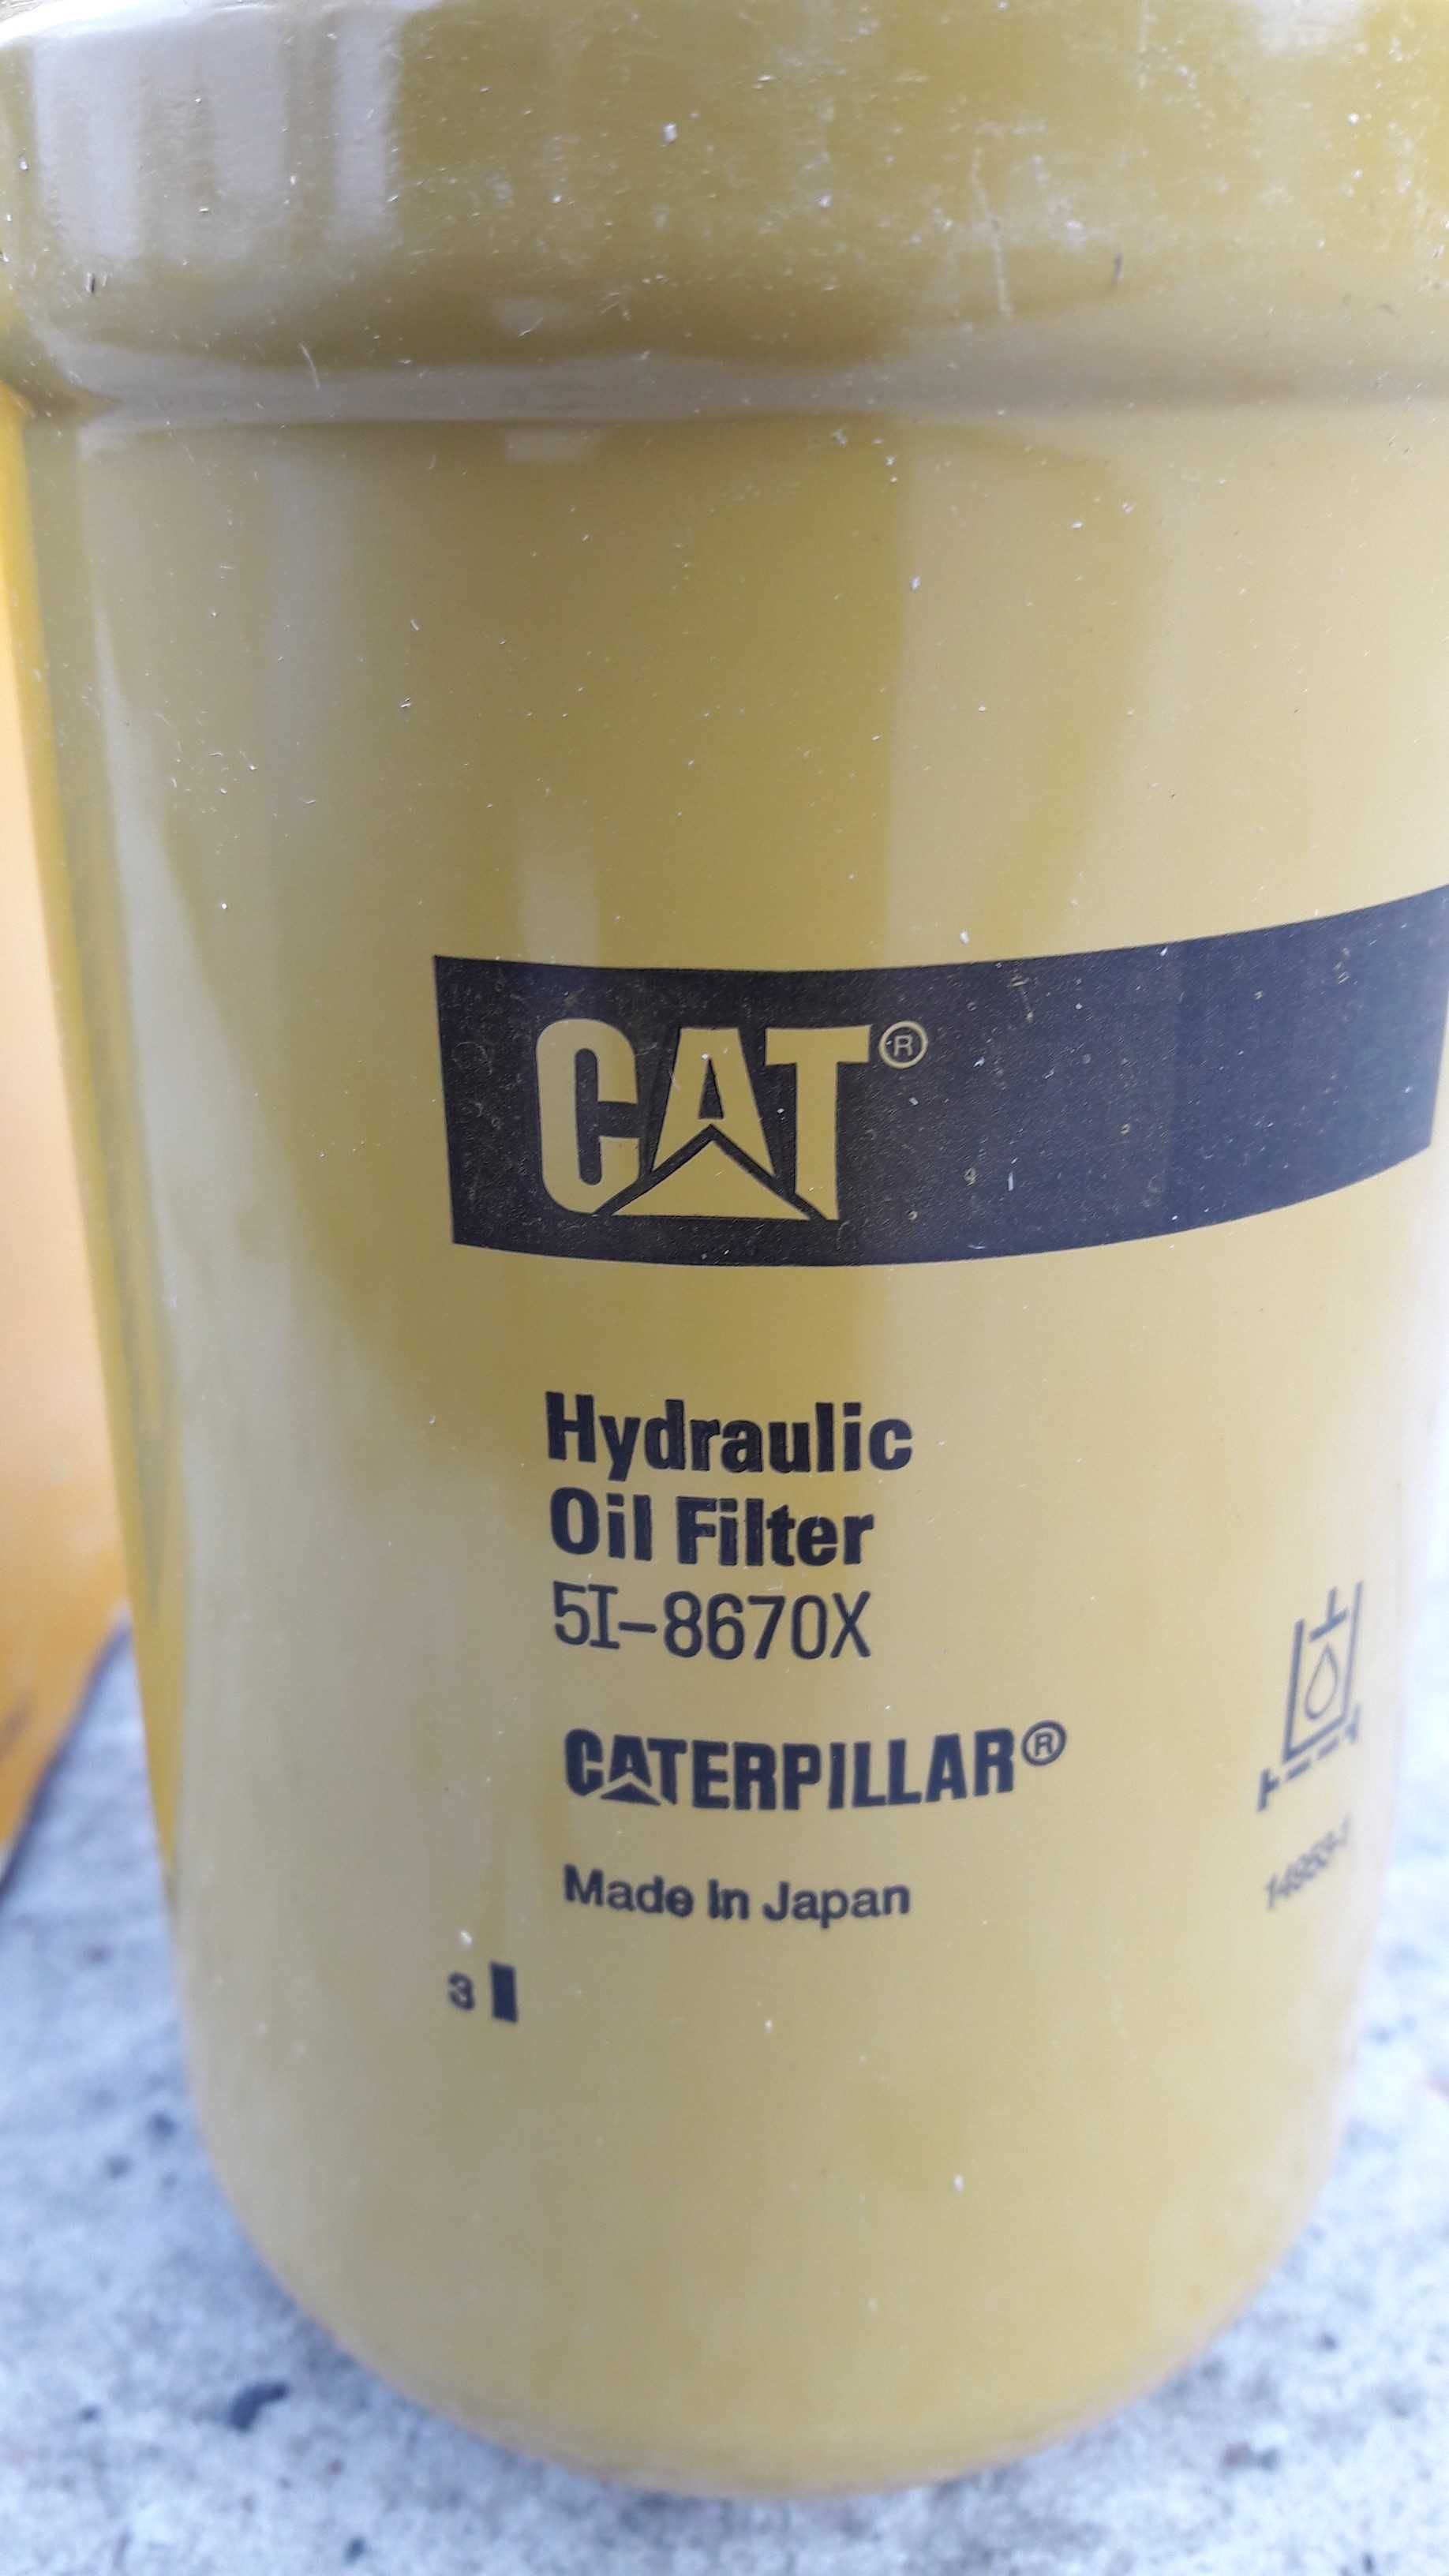 CAT®
Hydraulic
Oil Filter
5I-8670X
CATERPILLAR®
Made In Japan
3